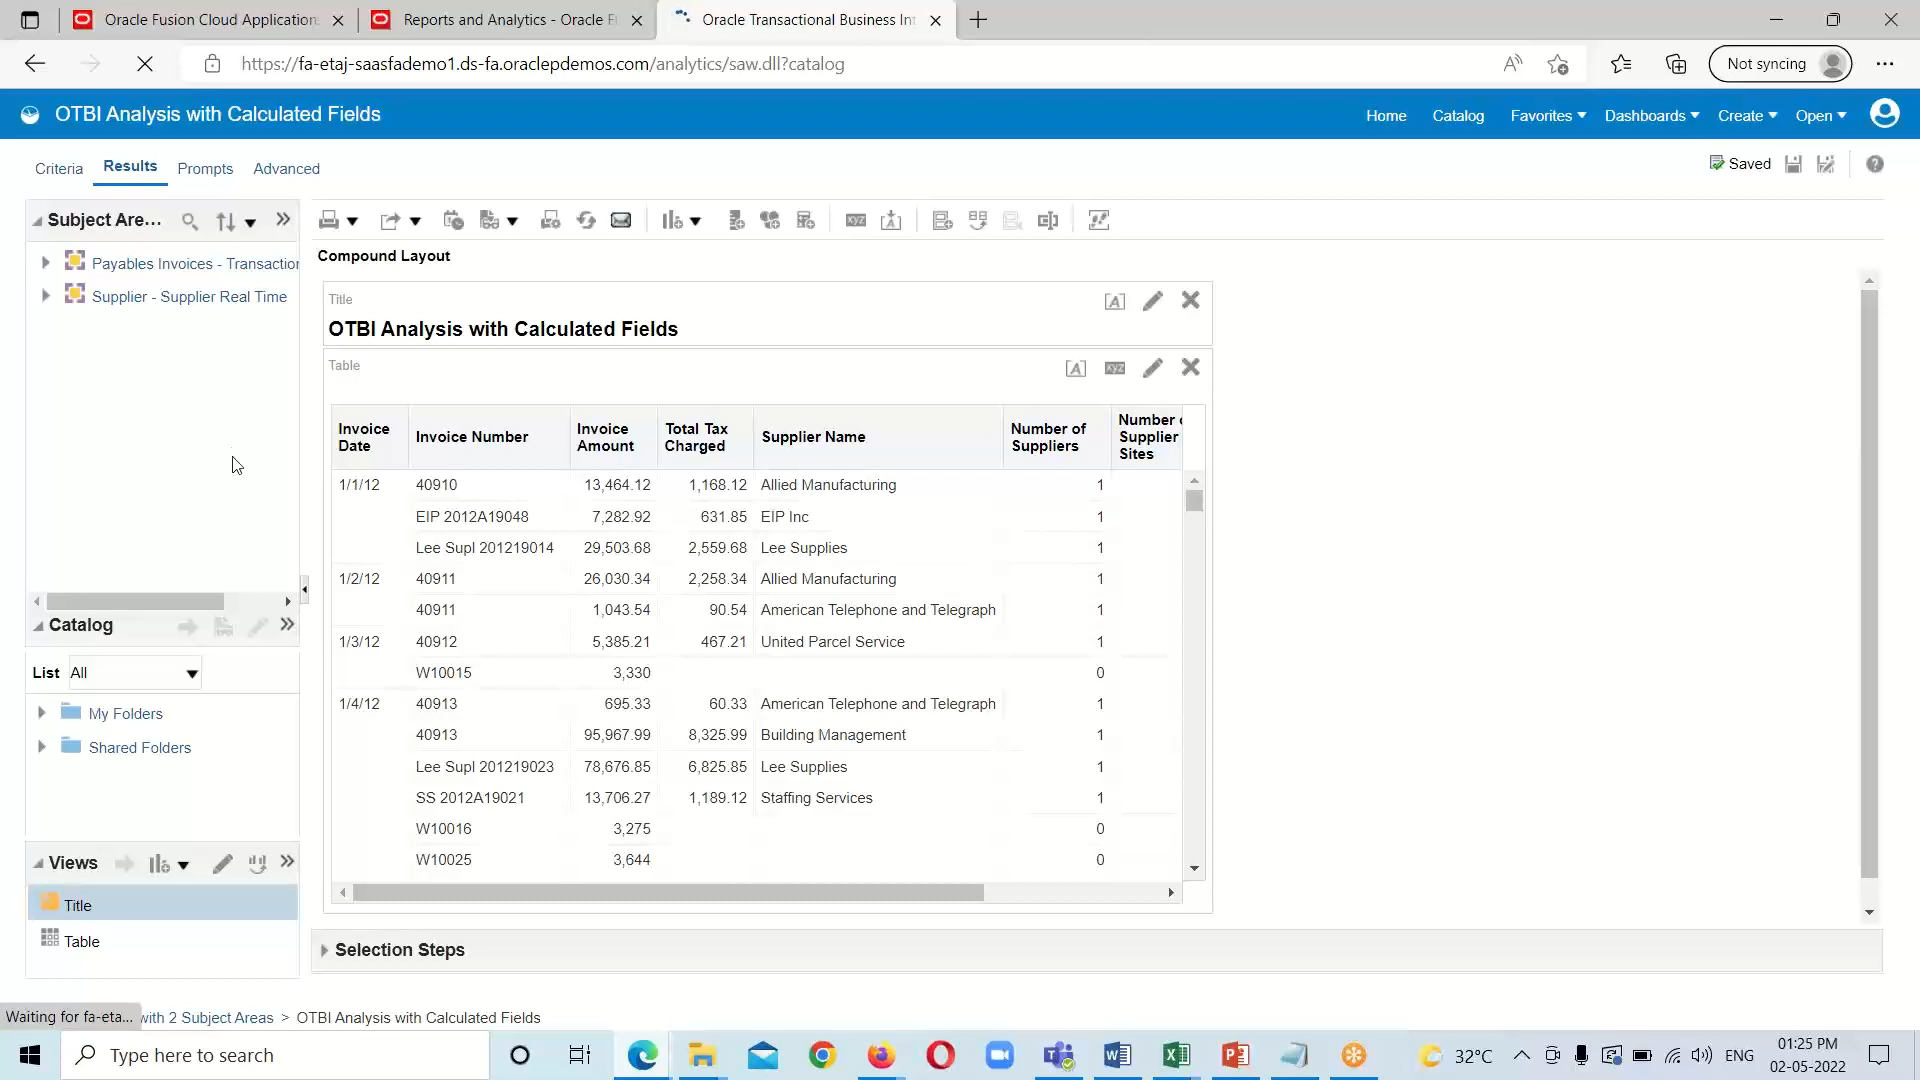 Oracle Fusion Cloud Application
Reports and Analytics - Oracle F
Oracle Transactional Business Int
https://fa-etaj-saasfademo1.ds-fa.oraclepdemos.com/analytics/saw.dll?catalog
Not syncing
OTBI Analysis with Calculated Fields
Home
Catalog
Favorites
Dashboards
Create
Open
Criteria
Results
Prompts
Advanced
Saved
Subject Are...
Payables Invoices - Transaction
Supplier - Supplier Real Time
Compound Layout
Title
OTBI Analysis with Calculated Fields
Table
Invoice Date Invoice Number Invoice Amount Total Tax Charged Supplier Name Number of Suppliers Number Supplier Sites
1/1/12 40910 13,464.12 1,168.12 Allied Manufacturing 1
EIP 2012A19048 7,282.92 631.85 EIP Inc 1
Lee Supl 201219014 29,503.68 2,559.68 Lee Supplies 1
1/2/12 40911 26,030.34 2,258.34 Allied Manufacturing 1
40911 1,043.54 90.54 American Telephone and Telegraph 1
1/3/12 40912 5,385.21 467.21 United Parcel Service 1
W10015 3,330 0
1/4/12 40913 695.33 60.33 American Telephone and Telegraph 1
40913 95,967.99 8,325.99 Building Management 1
Lee Supl 201219023 78,676.85 6,825.85 Lee Supplies 1
SS 2012A19021 13,706.27 1,189.12 Staffing Services 1
W10016 3,275 0
W10025 3,644 0
Catalog
List All
My Folders
Shared Folders
Views
Title
Table
Selection Steps
Waiting for fa-eta...
with 2 Subject Areas > OTBI Analysis with Calculated Fields
Type here to search
32°C
ENG
01:25 PM
02-05-2022